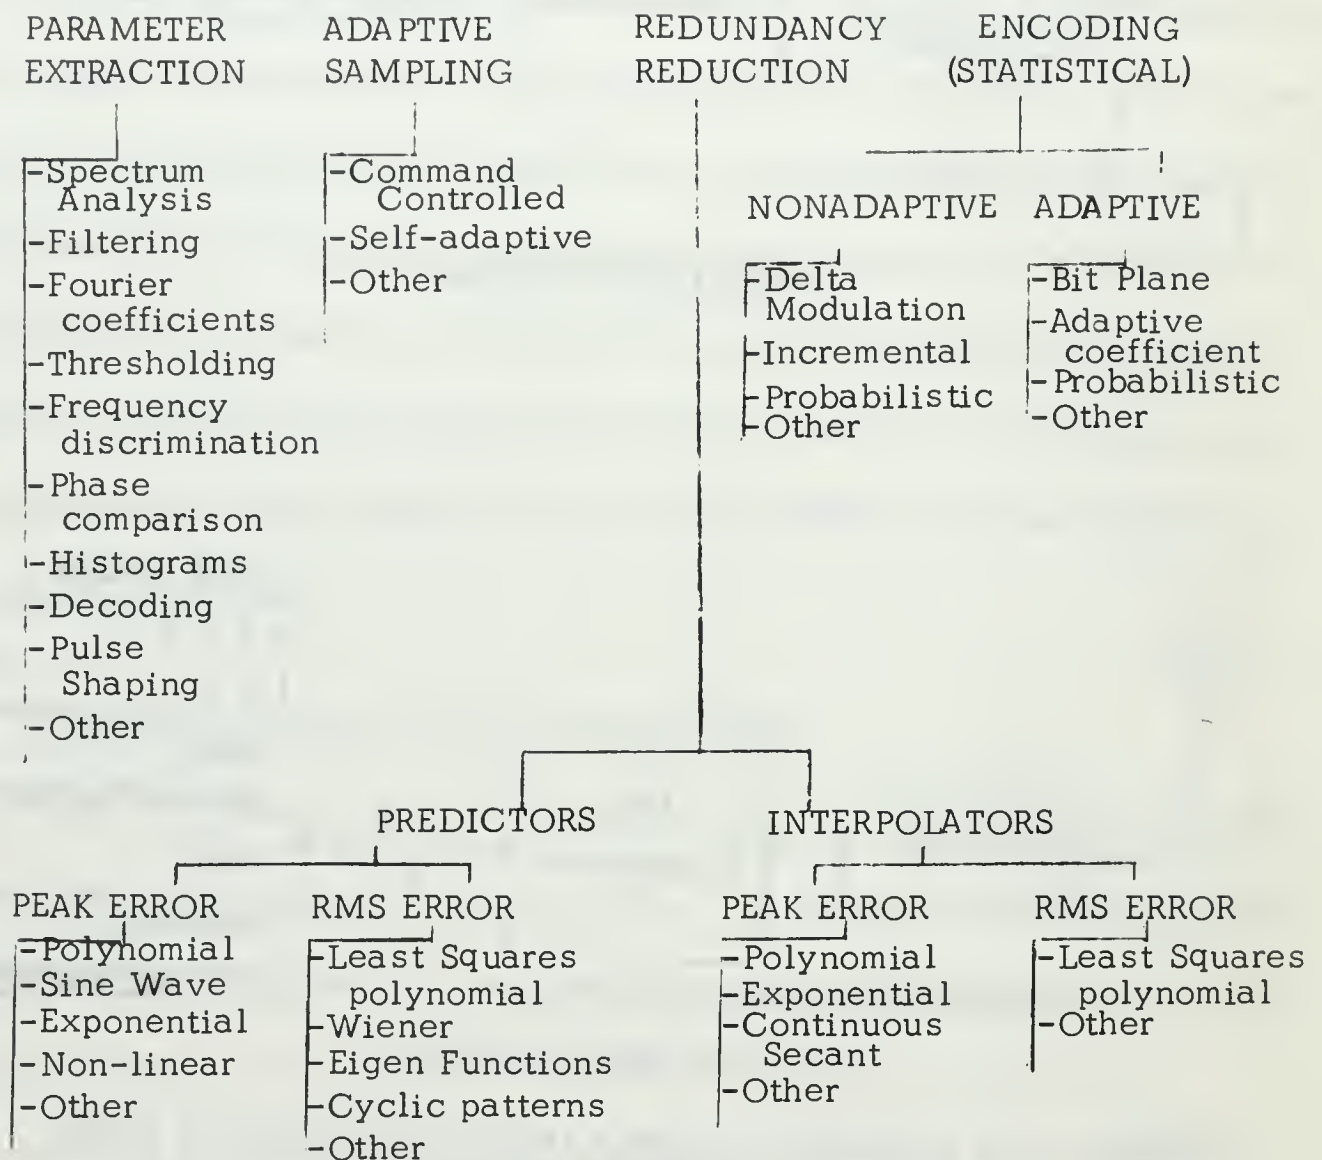 PARAMETER
EXTRACTION
-Spectrum
Analysis
-Filtering
-Fourier
coefficients
-Thresholding
-Frequency
discrimination
-Phase
comparison
-Histograms
-Decoding
-Pulse
Shaping
-Other
ADAPTIVE
SAMPLING
-Command
Controlled
-Self-adaptive
-Other
REDUNDANCY
REDUCTION
ENCODING
(STATISTICAL)
NONADAPTIVE
-Delta
Modulation
-Incremental
-Probabilistic
-Other
ADAPTIVE
-Bit Plane
-Adaptive
coefficient
-Probabilistic
-Other
PREDICTORS
PEAK ERROR
-Polynomial
-Sine Wave
-Exponential
-Non-linear
-Other
RMS ERROR
-Least Squares
polynomial
-Wiener
-Eigen Functions
-Cyclic patterns
-Other
INTERPOLATORS
PEAK ERROR
-Polynomial
-Exponential
-Continuous
Secant
-Other
RMS ERROR
-Least Squares
polynomial
-Other